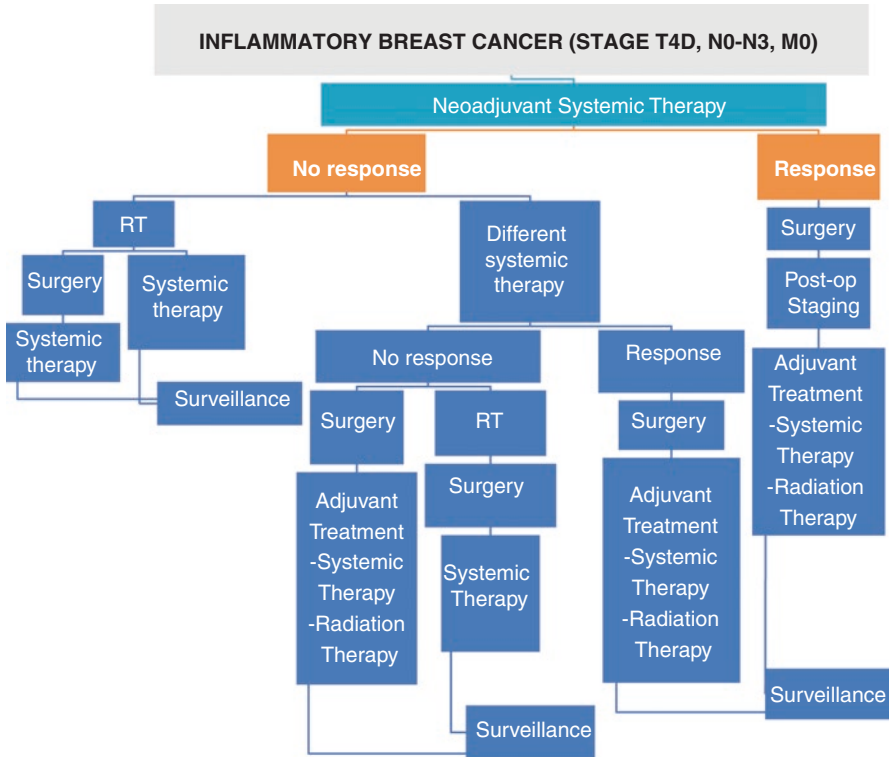 INFLAMMATORY BREAST CANCER (STAGE T4D, N0-N3, M0)
Neoadjuvant Systemic Therapy
No response
Response
RT
Surgery
Systemic
therapy
Systemic
therapy
Surveillance
Different
systemic
therapy
No response
Surgery
Adjuvant
Treatment
-Systemic
Therapy
-Radiation
Therapy
RT
Surgery
Systemic
Therapy
Surveillance
Response
Surgery
Adjuvant
Treatment
-Systemic
Therapy
-Radiation
Therapy
Surgery
Post-op
Staging
Adjuvant
Treatment
-Systemic
Therapy
-Radiation
Therapy
Surveillance